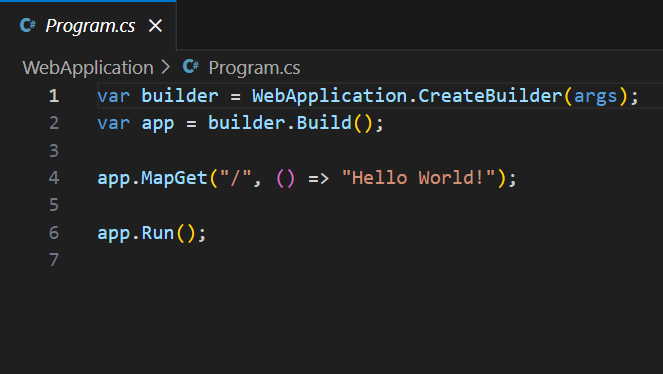 C# Program.cs ×
WebApplication > C# Program.cs
1 var builder = WebApplication.CreateBuilder(args);
2 var app = builder.Build();
3
4 app.MapGet("/", () => "Hello World!");
5
6 app.Run();
7